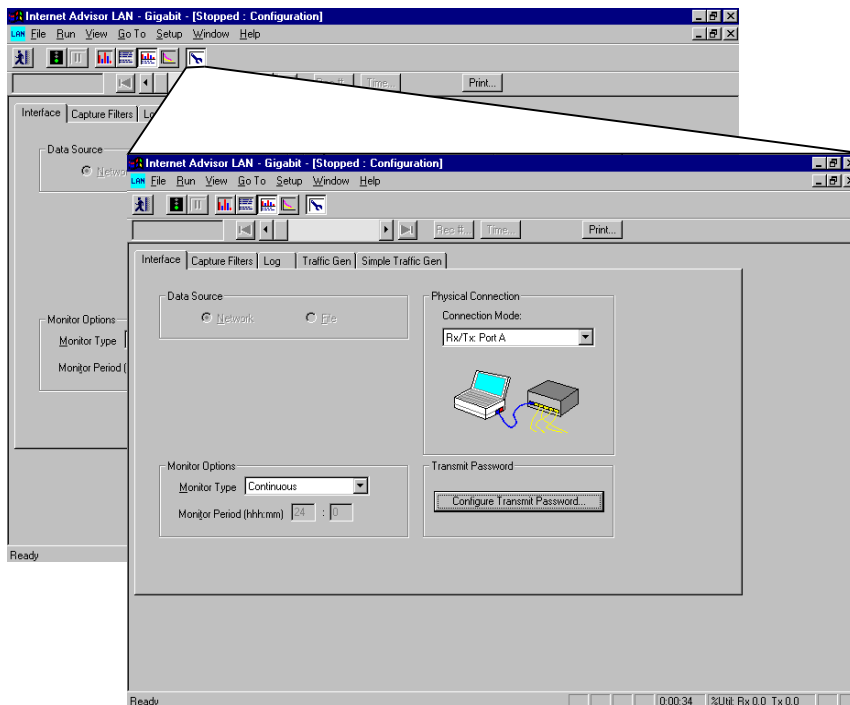 Internet Advisor LAN - Gigabit - [Stopped : Configuration]
LAN File Run View Go To Setup Window Help
Print...
Interface Capture Filters
Data Source
Monitor Options
Monitor Type
Monitor Period (
Ready
Internet Advisor LAN - Gigabit - [Stopped : Configuration]
LAN File Run View Go To Setup Window Help
Rec #... Time... Print...
Interface Capture Filters Log Traffic Gen Simple Traffic Gen
Data Source
Network File
Physical Connection
Connection Mode:
Rx/Tx: Port A
Monitor Options
Monitor Type Continuous
Monitor Period (hhh:mm) 24 : 0
Transmit Password
Configure Transmit Password...
Ready 0:00:34 %Util: Rx 0.0 Tx 0.0